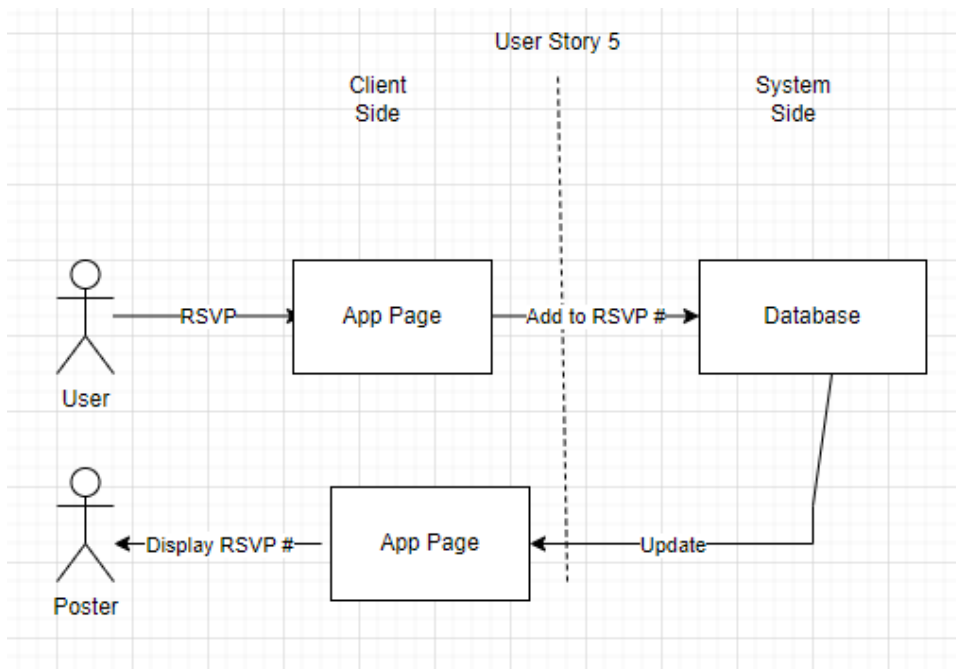 User Story 5
Client
Side
System
Side
RSVP
App Page
Add to RSVP #
Database
User
Display RSVP #
App Page
Update
Poster